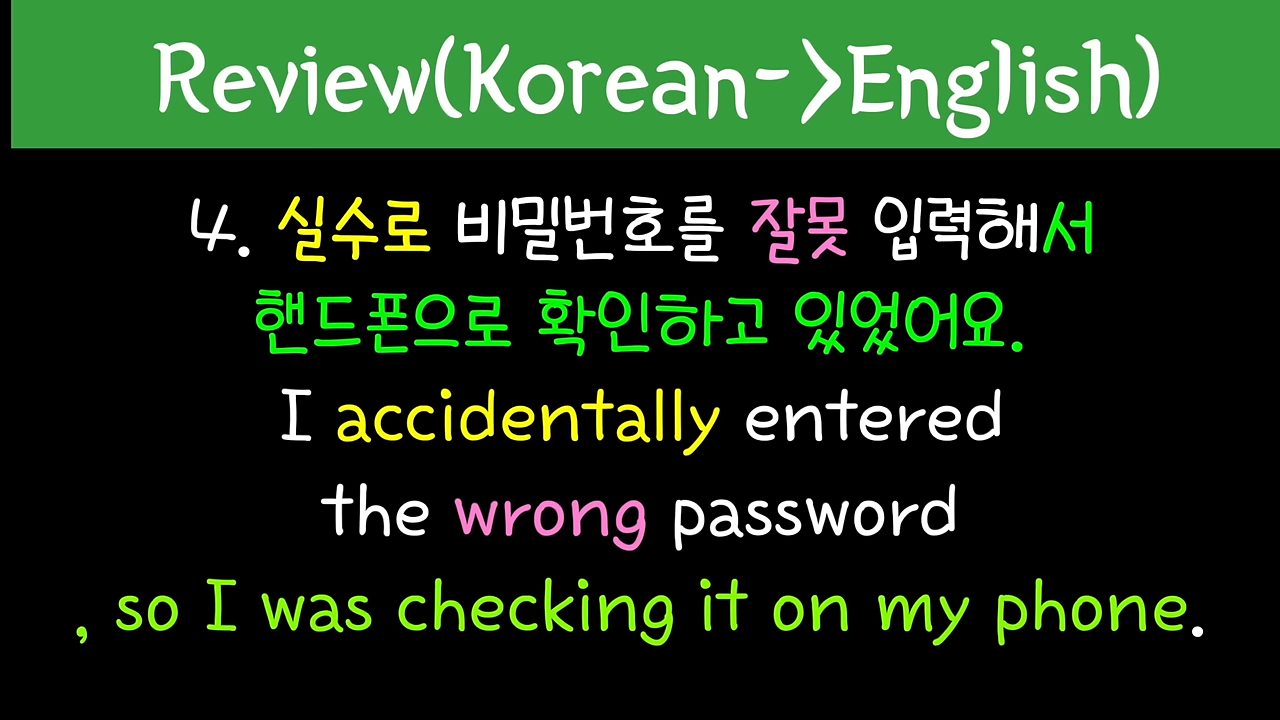 Review(Korean->English)
4. 실수로 비밀번호를 잘못 입력해서
핸드폰으로 확인하고 있었어요.
I accidentally entered
the wrong password
, so I was checking it on my phone.